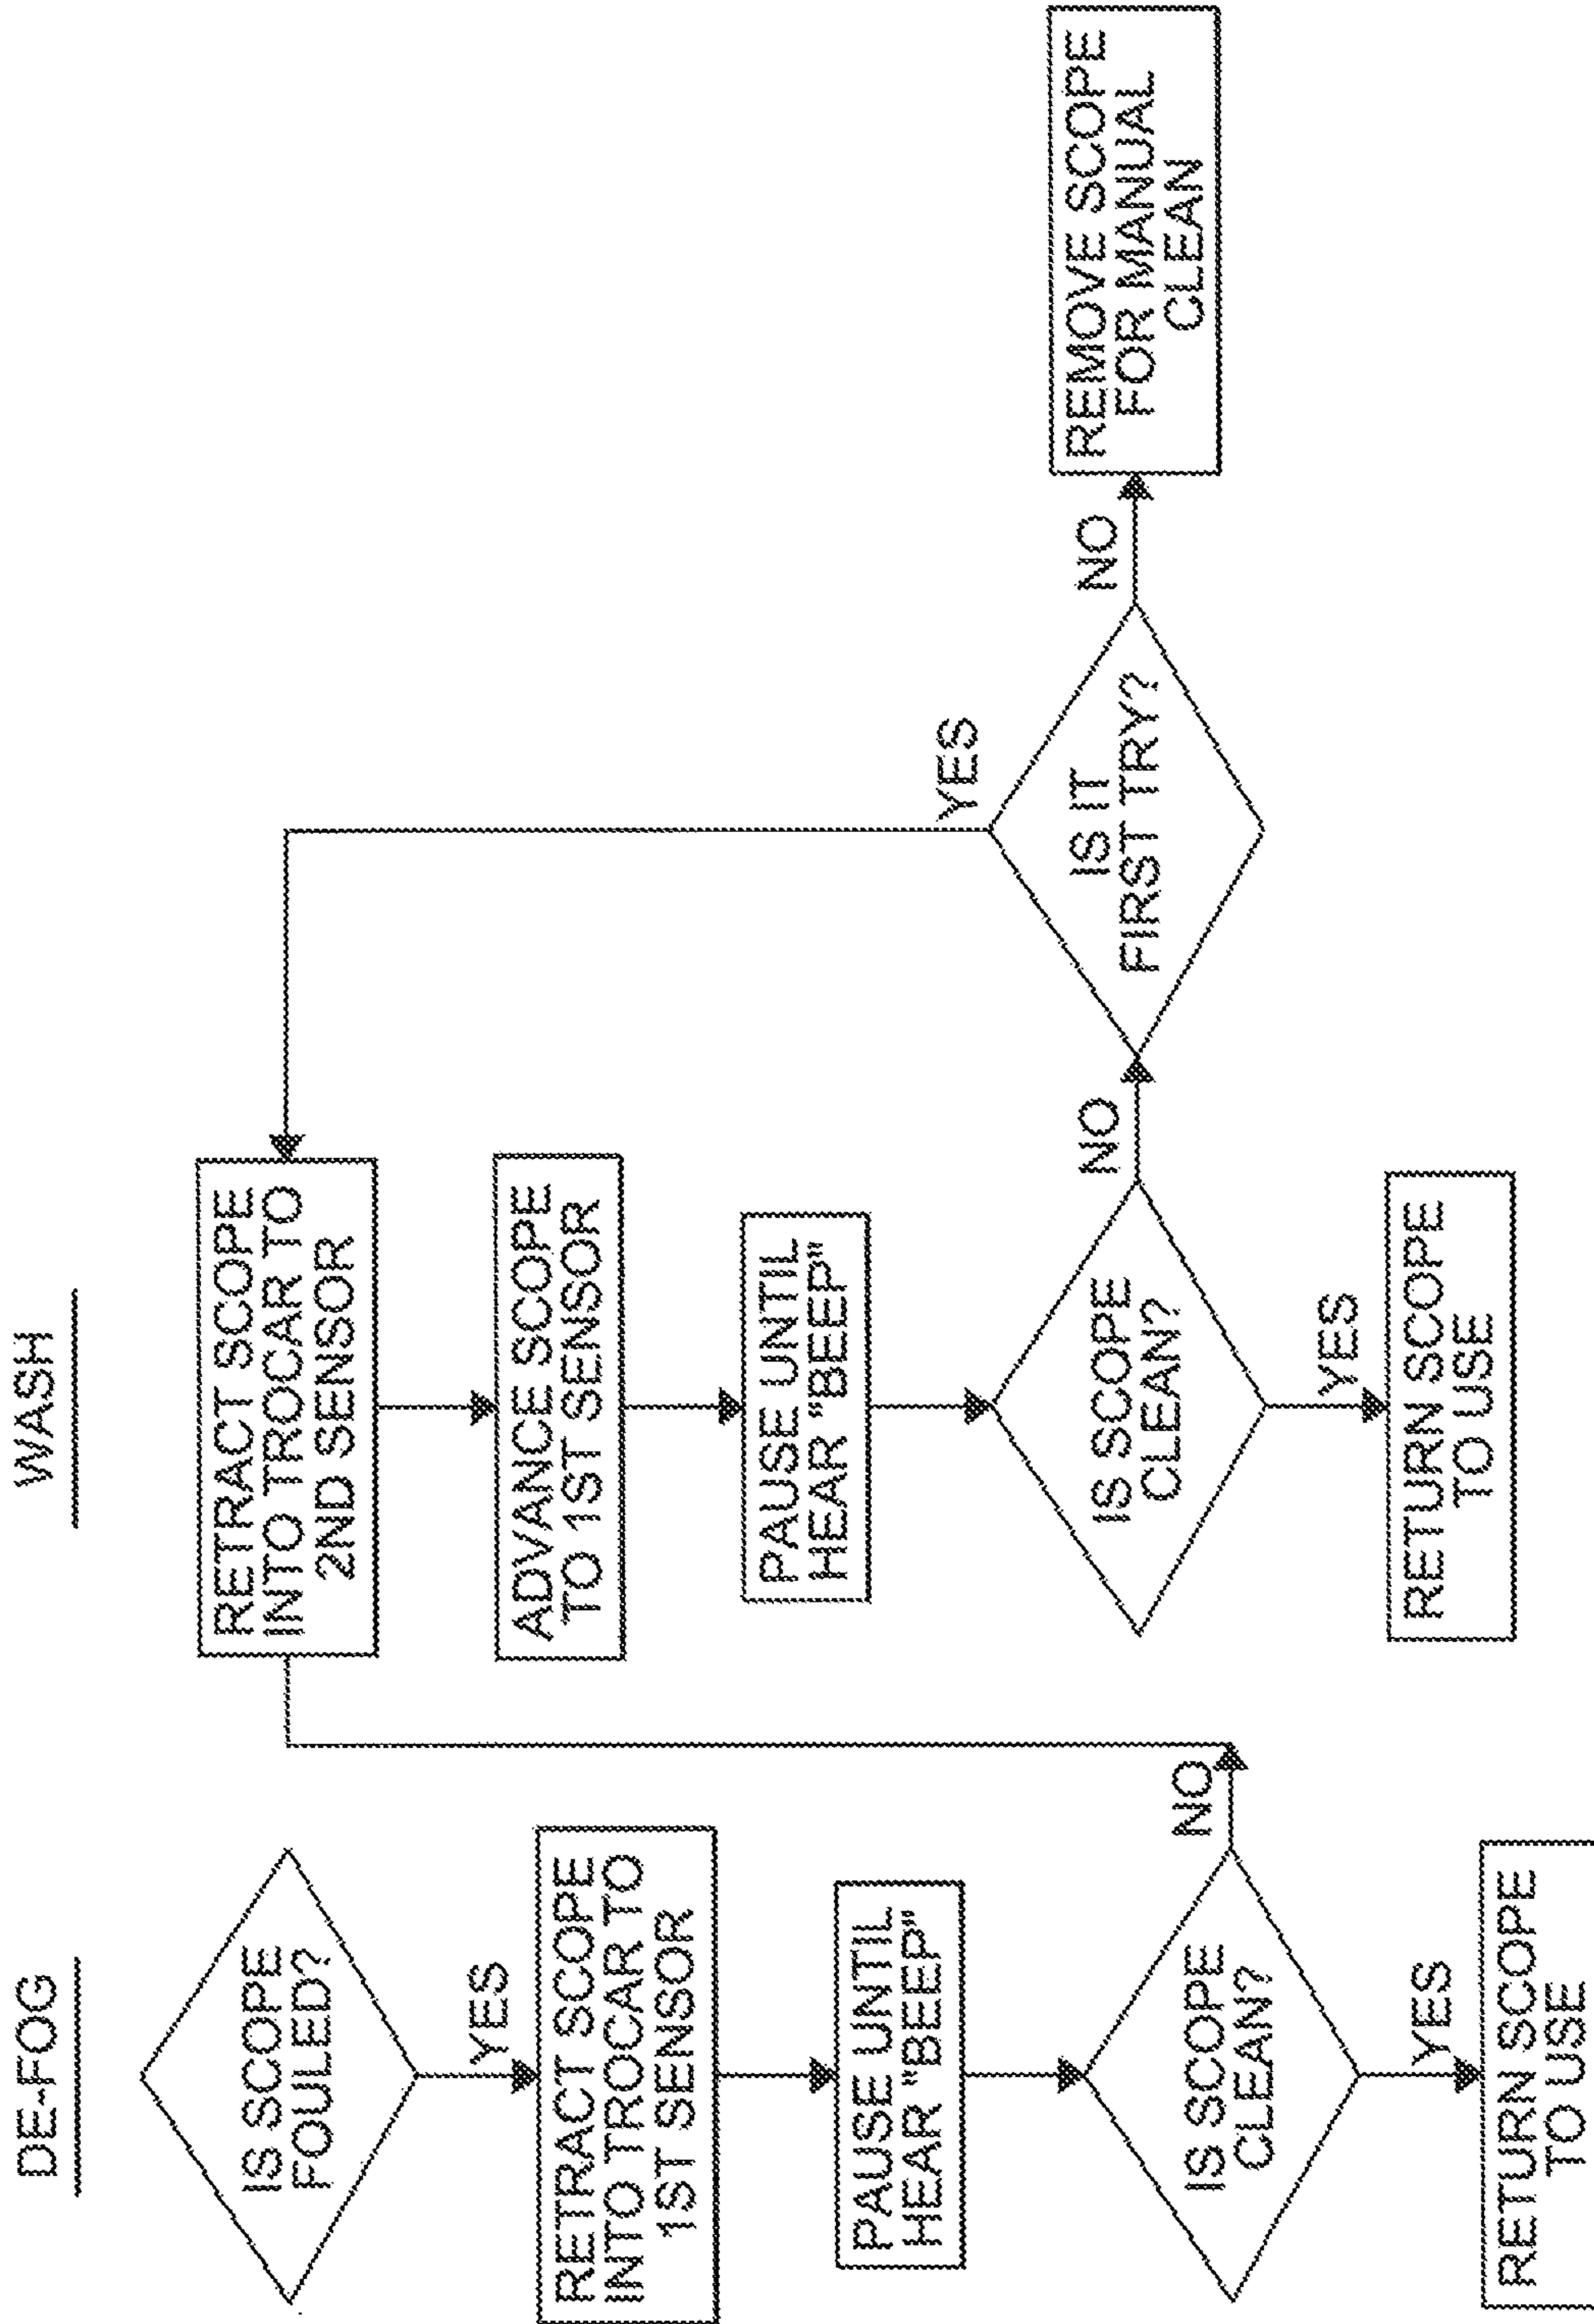 DE-FOG
IS SCOPE
FOULED?
YES
RETRACT SCOPE
INTO TROCAR TO
1ST SENSOR
PAUSE UNTIL
HEAR "BEEP"
IS SCOPE
CLEAN?
NO
YES
RETURN SCOPE
TO USE
WASH
RETRACT SCOPE
INTO TROCAR TO
2ND SENSOR
ADVANCE SCOPE
TO 1ST SENSOR
PAUSE UNTIL
HEAR "BEEP"
IS SCOPE
CLEAN?
NO
YES
RETURN SCOPE
TO USE
IS IT
FIRST TRY?
YES
NO
REMOVE SCOPE
FOR MANUAL
CLEAN